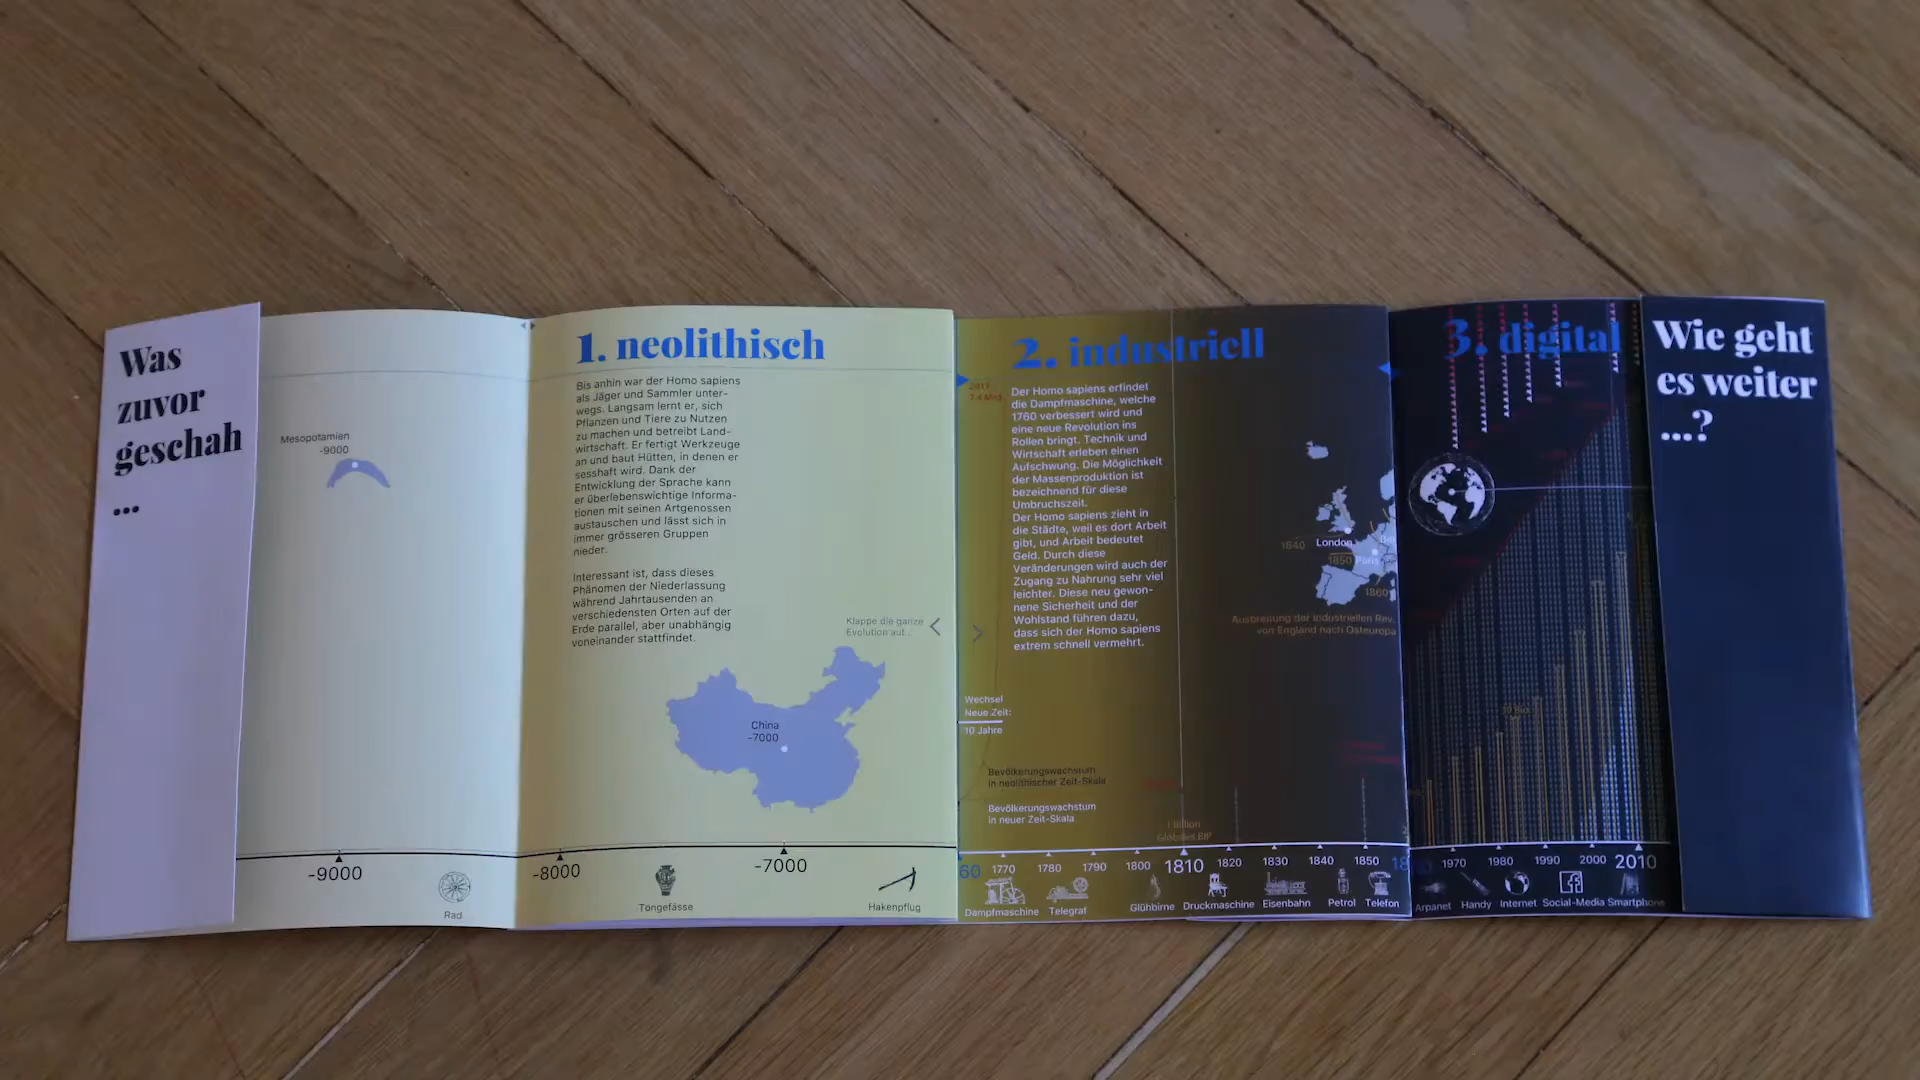 Was
zuvor
geschah
...
Mesopotamien
-9000
1. neolithisch
Bis anhin war der Homo sapiens
als Jäger und Sammler unter-
wegs. Langsam lernt er, sich
Pflanzen und Tiere zu Nutzen
zu machen und betreibt Land-
wirtschaft. Er fertigt Werkzeuge
an und baut Hütten, in denen er
sesshaft wird. Dank der
Entwicklung der Sprache kann
er überlebenswichtige Informa-
tionen mit seinen Artgenossen
austauschen und lässt sich in
immer grösseren Gruppen
nieder.
Interessant ist, dass dieses
Phänomen der Niederlassung
während Jahrtausenden an
verschiedensten Orten auf der
Erde parallel, aber unabhängig
voneinander stattfindet.
Klappe die ganze
Evolution auf...
China
-7000
-9000
-8000
-7000
Rad
Tongefässe
Hakenpflug
2. industriell
2017
7.4 Mrd.
Der Homo sapiens erfindet
die Dampfmaschine, welche
1760 verbessert wird und
eine neue Revolution ins
Rollen bringt. Technik und
Wirtschaft erleben einen
Aufschwung. Die Möglichkeit
der Massenproduktion ist
bezeichnend für diese
Umbruchszeit.
Der Homo sapiens zieht in
die Städte, weil es dort Arbeit
gibt, und Arbeit bedeutet
Geld. Durch diese
Veränderungen wird auch der
Zugang zu Nahrung sehr viel
leichter. Diese neu gewon-
nene Sicherheit und der
Wohlstand führen dazu,
dass sich der Homo sapiens
extrem schnell vermehrt.
1840 London
1850 Paris
1860
Ausbreitung der Industriellen Rev.
von England nach Osteuropa
Wechsel
Neue Zeit:
10 Jahre
Bevölkerungswachstum
in neolithischer Zeit-Skala
Bevölkerungswachstum
in neuer Zeit-Skala
1 Billion
Globales BIP
60 1770 1780 1790 1800 1810 1820 1830 1840 1850
Dampfmaschine Telegraf Glühbirne Druckmaschine Eisenbahn Petrol Telefon
3. digital
1970 1980 1990 2000 2010
Arpanet Handy Internet Social-Media Smartphone
Wie geht
es weiter
...?